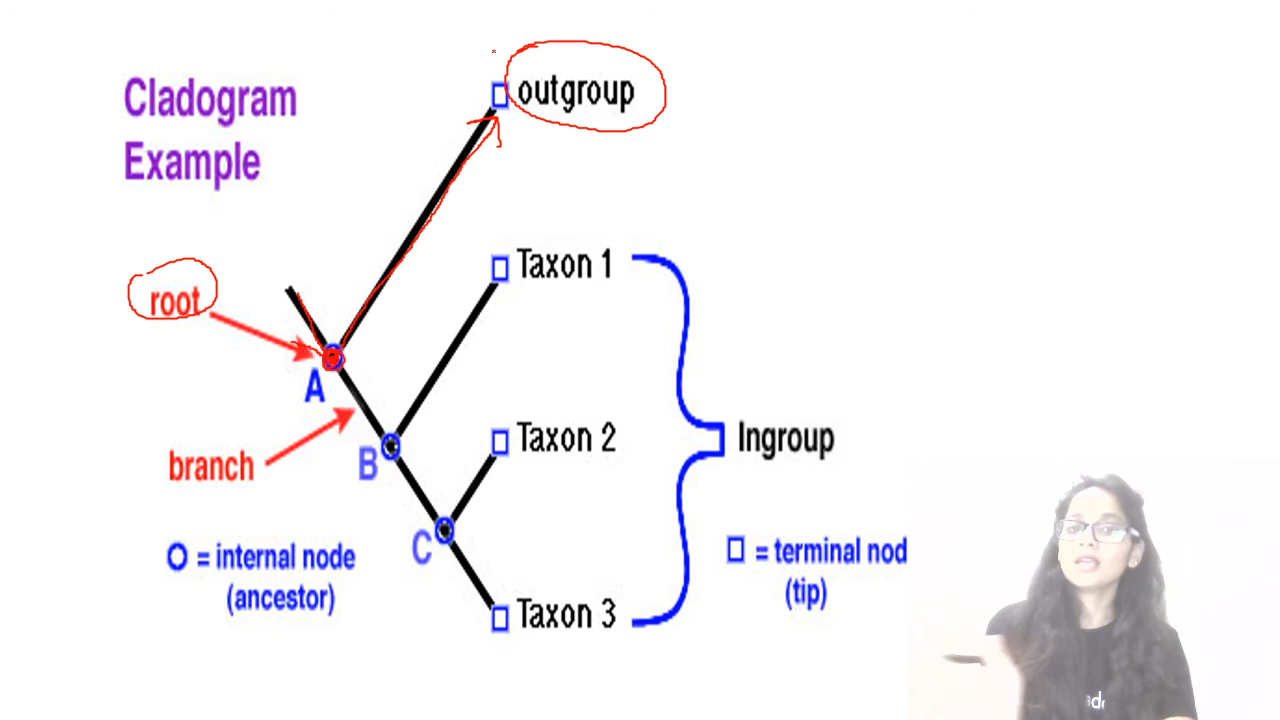 Cladogram
Example
outgroup
Taxon 1
root
A
branch
B
Taxon 2
Ingroup
C
= internal node
(ancestor)
= terminal nod
(tip)
Taxon 3